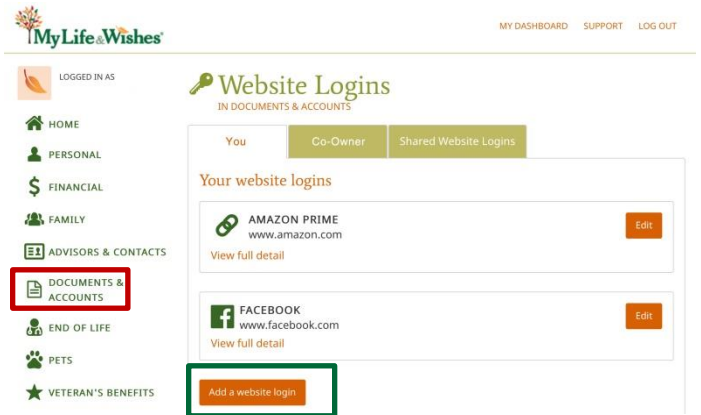 MyLife&Wishes®
MY DASHBOARD SUPPORT LOG OUT
LOGGED IN AS
Website Logins
IN DOCUMENTS & ACCOUNTS
HOME
PERSONAL
FINANCIAL
FAMILY
ADVISORS & CONTACTS
DOCUMENTS &
ACCOUNTS
END OF LIFE
PETS
VETERAN'S BENEFITS
You Co-Owner Shared Website Logins
Your website logins
AMAZON PRIME
www.amazon.com
Edit
View full detail
FACEBOOK
www.facebook.com
Edit
View full detail
Add a website login